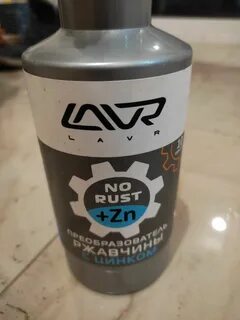 LAVR
LAVR
NO
RUST
+Zn
ПРЕОБРАЗОВАТЕЛЬ
РЖАВЧИНЫ
С ЦИНКОМ